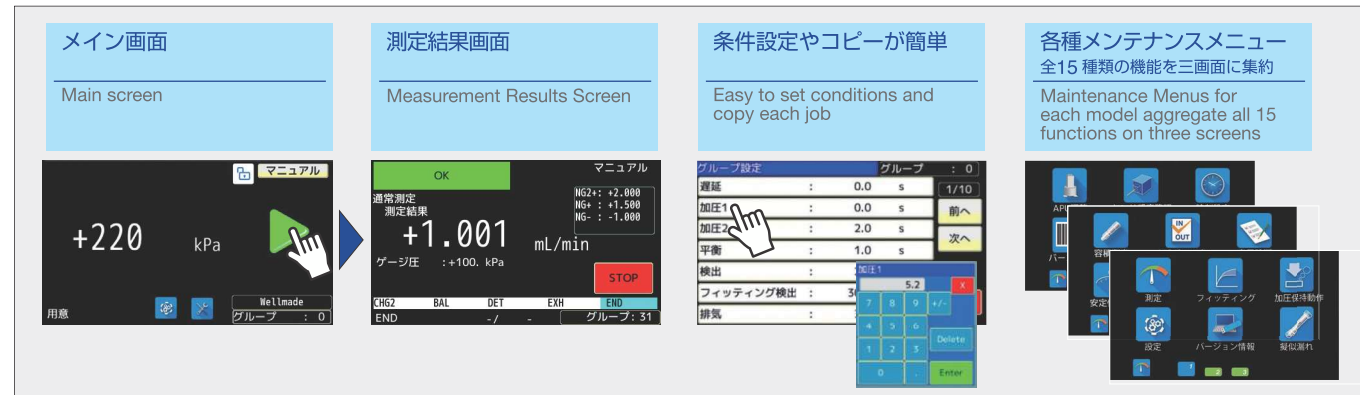 メイン画面
Main screen
測定結果画面
Measurement Results Screen
条件設定やコピーが簡単
Easy to set conditions and
copy each job
各種メンテナンスメニュー
全15種類の機能を三画面に集約
Maintenance Menus for
each model aggregate all 15
functions on three screens
マニュアル
+220 kPa
用意
Wellmade
グループ : 0
OK
マニュアル
通常測定
測定結果
NG2+: +2.000
NG+ : +1.500
NG- : -1.000
+1.001 mL/min
ゲージ圧 :+100. kPa
STOP
CHG2 BAL DET EXH END
END -/ - グループ:31
グループ設定 グループ : 0
遅延 : 0.0 s
1/10
加圧1 : 0.0 s
前へ
加圧2 : 2.0 s
次へ
平衡 : 1.0 s
検出 :
フィッティング検出 :
排気 :
加圧1
5.2 X
7 8 9 +/-
4 5 6
1 2 3 Delete
0 . Enter
IN
OUT
測定 フィッティング 加圧保持動作
設定 バージョン情報 疑似漏れ
1 2 3